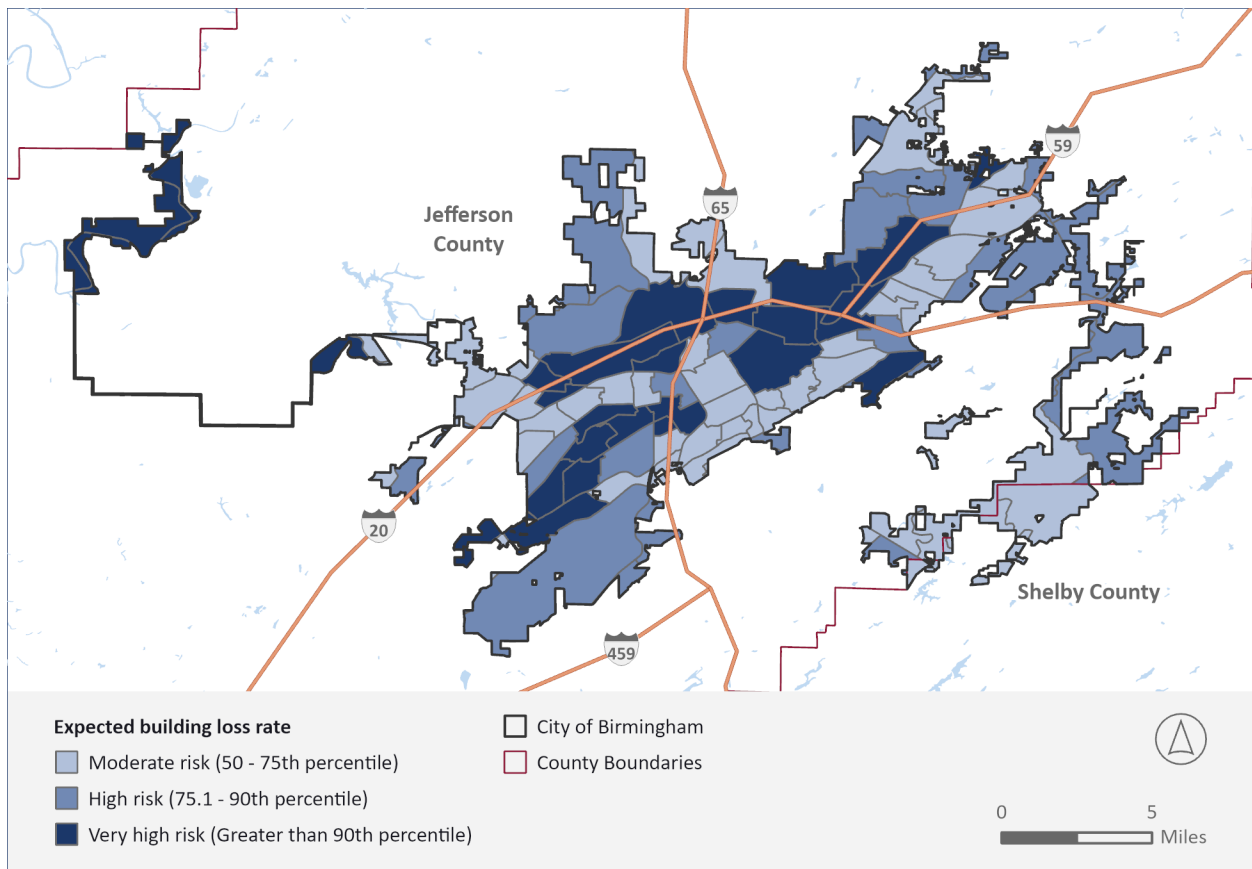 59
65
Jefferson
County
20
Shelby County
459
Expected building loss rate
Moderate risk (50 - 75th percentile)
High risk (75.1 - 90th percentile)
Very high risk (Greater than 90th percentile)
City of Birmingham
County Boundaries
0 5
Miles